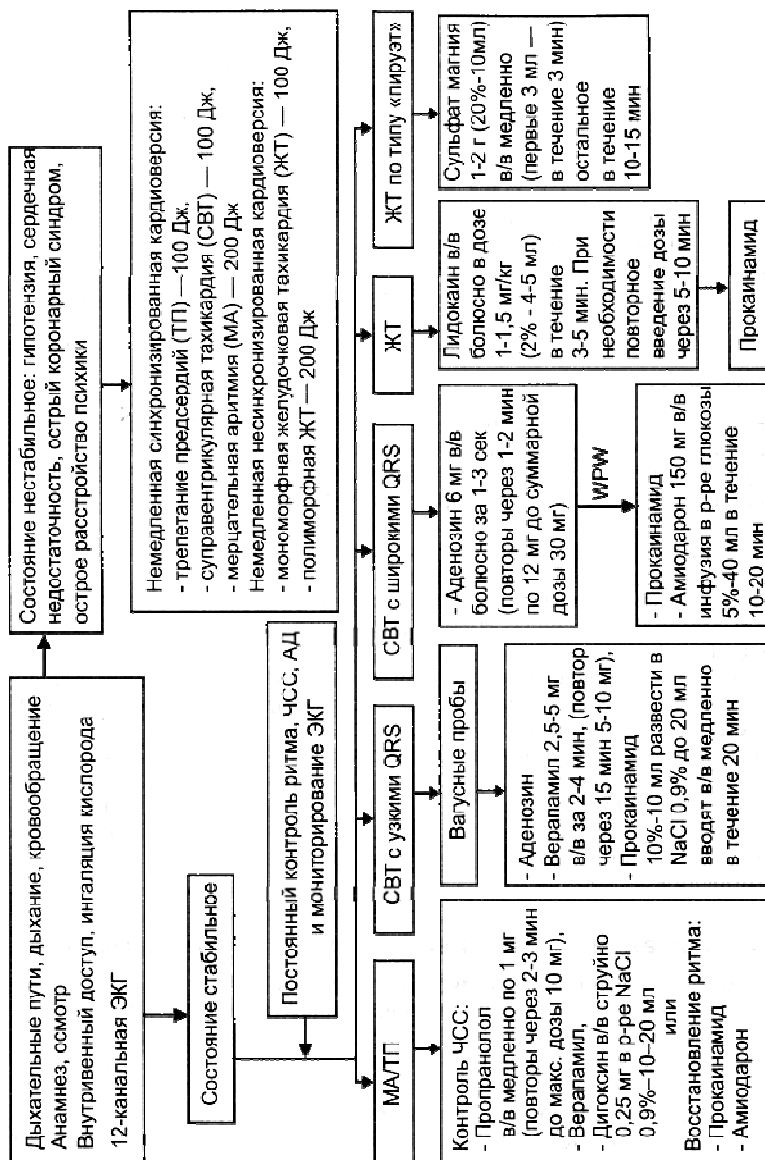 Дыхательные пути, дыхание, кровообращение
Анамнез, осмотр
Внутривенный доступ, ингаляция кислорода
12-канальная ЭКГ
Состояние нестабильное: гипотензия, сердечная
недостаточность, острый коронарный синдром,
острое расстройство психики
Немедленная синхронизированная кардиоверсия:
- трепетание предсердий (ТП) —100 Дж,
- суправентрикулярная тахикардия (СВТ) — 100 Дж,
- мерцательная аритмия (МА) — 200 Дж
Немедленная несинхронизированная кардиоверсия:
- мономорфная желудочковая тахикардия (ЖТ) — 100 Дж,
- полиморфная ЖТ — 200 Дж
Состояние стабильное
Постоянный контроль ритма, ЧСС, АД
и мониторирование ЭКГ
МА/ТП
Контроль ЧСС:
- Пропранолол
в/в медленно по 1 мг
(повторы через 2-3 мин
до макс. дозы 10 мг),
- Верапамил,
- Дигоксин в/в струйно
0,25 мг в р-ре NaCl
0,9%–10–20 мл
или
Восстановление ритма:
- Прокаинамид
- Амиодарон
СВТ с узкими QRS
Вагусные пробы
- Аденозин
- Верапамил 2,5-5 мг
в/в за 2-4 мин, (повтор
через 15 мин 5-10 мг),
- Прокаинамид
10%-10 мл развести в
NaCl 0,9% до 20 мл
вводят в/в медленно
в течение 20 мин
СВТ с широкими QRS
- Аденозин 6 мг в/в
болюсно за 1-3 сек
(повторы через 1-2 мин
по 12 мг до суммарной
дозы 30 мг)
WPW
- Прокаинамид
- Амиодарон 150 мг в/в
инфузия в р-ре глюкозы
5%-40 мл в течение
10-20 мин
ЖТ
Лидокаин в/в
болюсно в дозе
1-1,5 мг/кг
(2% - 4-5 мл)
в течение
3-5 мин. При
необходимости
повторное
введение дозы
через 5-10 мин
Прокаинамид
ЖТ по типу «пируэт»
Сульфат магния
1-2 г (20%-10мл)
в/в медленно
(первые 3 мл —
в течение 3 мин)
остальное
в течение
10-15 мин